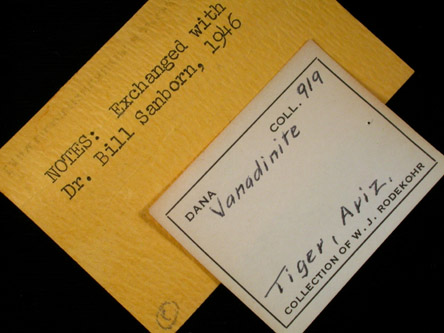 NOTES: Exchanged with
Dr. Bill Sanborn, 1946
DANA COLL. 919
Vanadinite
Tiger, Ariz.
COLLECTION OF W. J. RODEKOHR
©